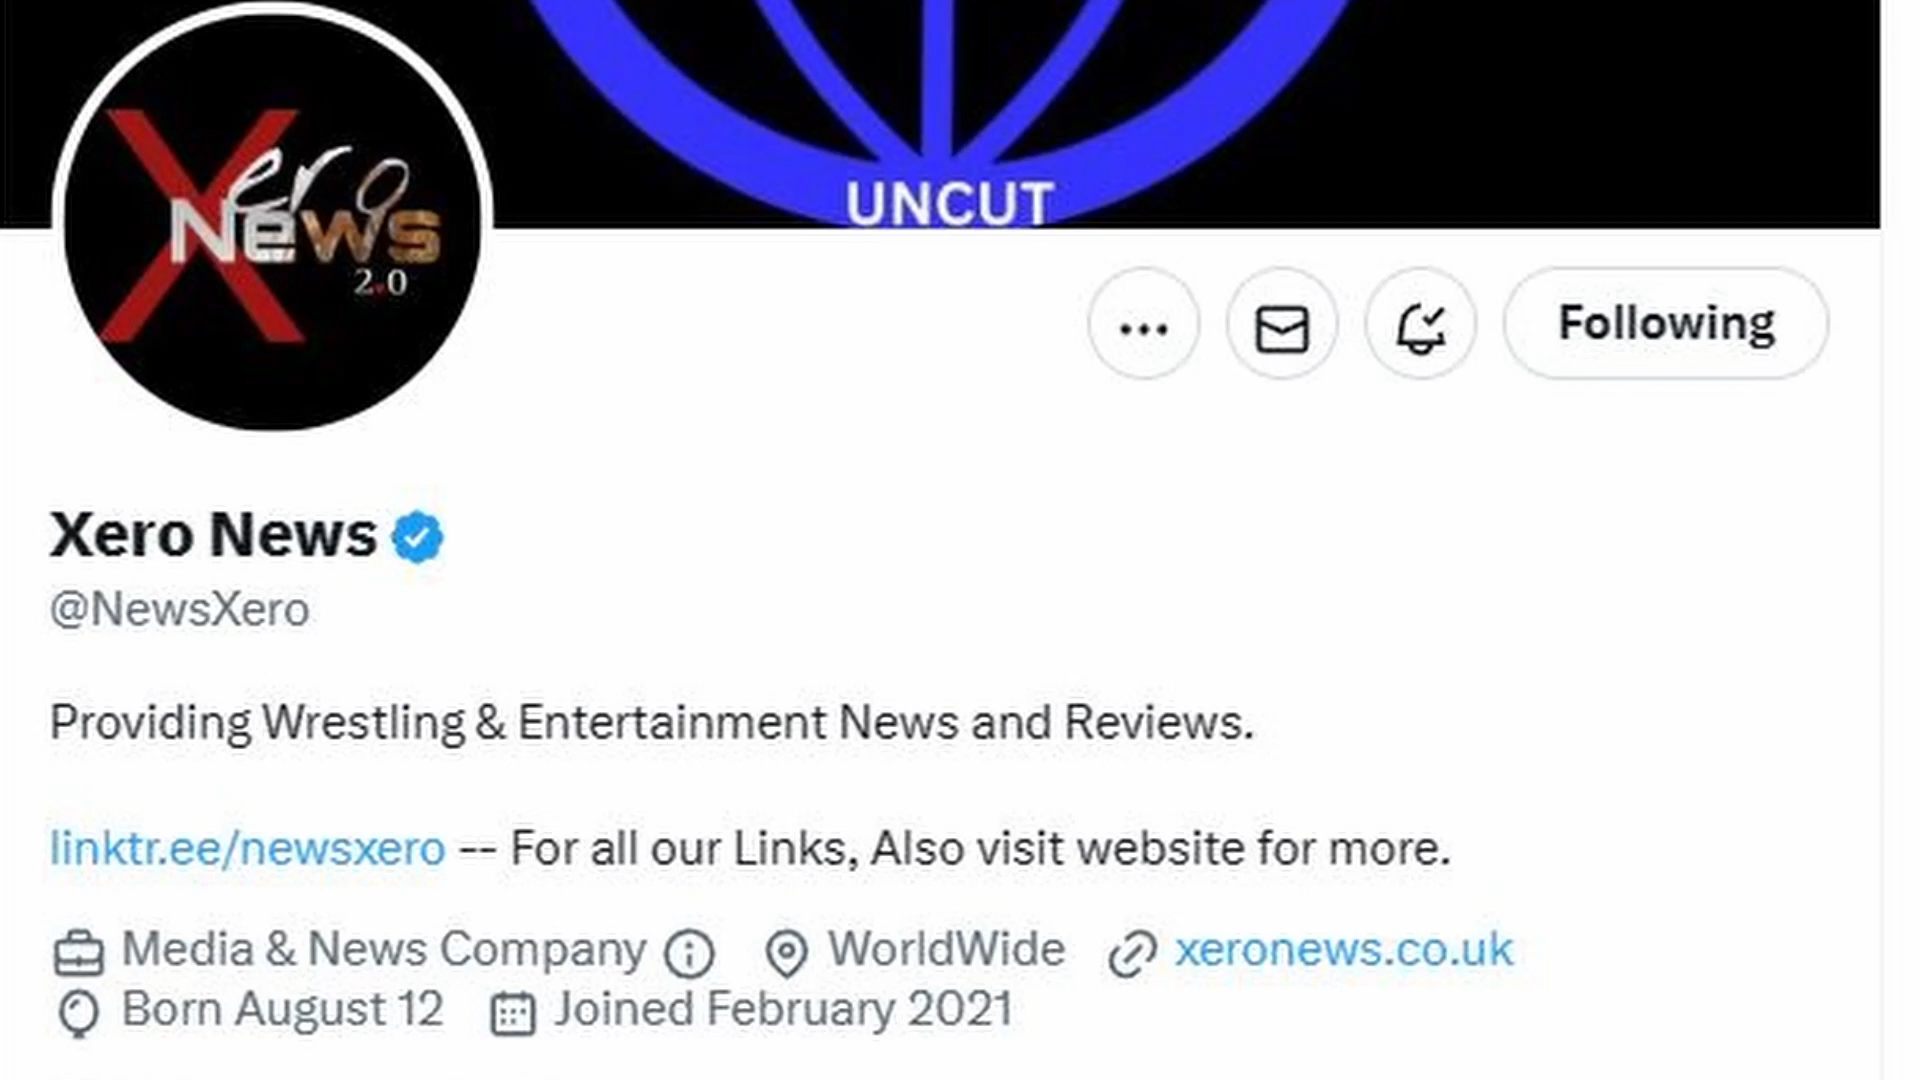 UNCUT
Xero
News
2.0
Following
Xero News
@NewsXero
Providing Wrestling & Entertainment News and Reviews.
linktr.ee/newsxero -- For all our Links, Also visit website for more.
Media & News Company WorldWide xeronews.co.uk
Born August 12 Joined February 2021